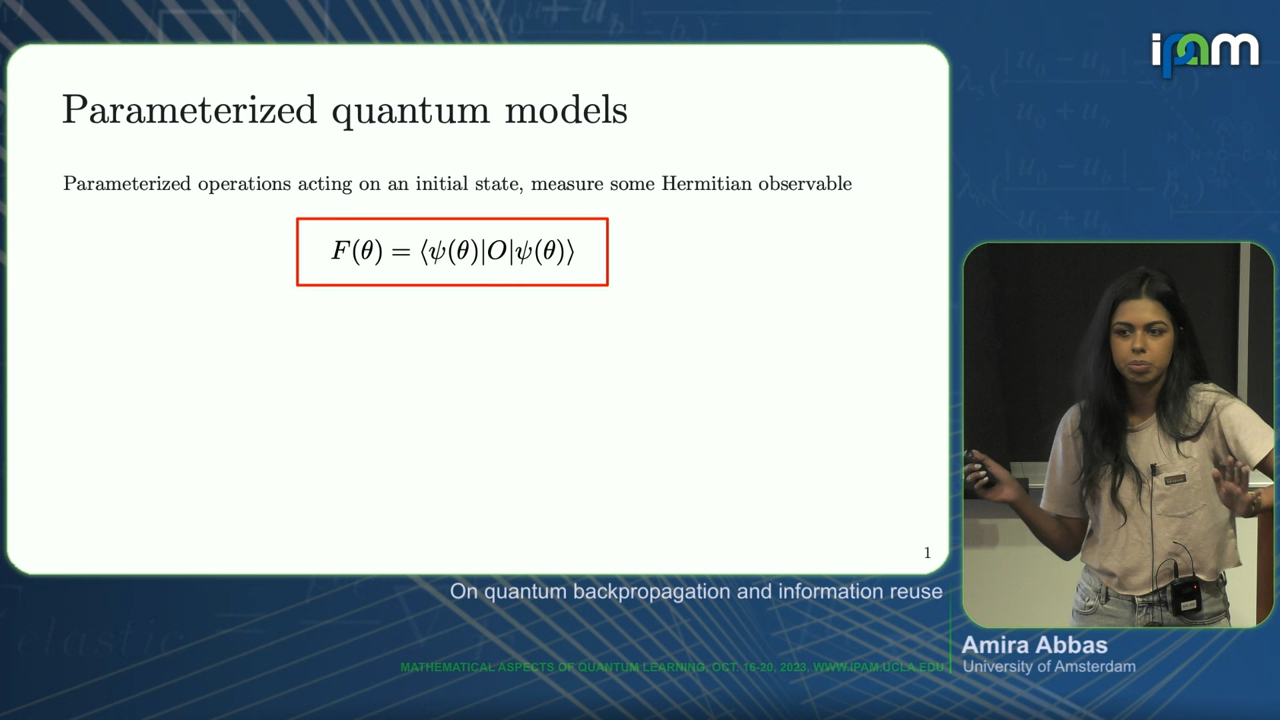 ipam
Parameterized quantum models
Parameterized operations acting on an initial state, measure some Hermitian observable
F(θ) = ⟨ψ(θ)|O|ψ(θ)⟩
1
On quantum backpropagation and information reuse
Amira Abbas
University of Amsterdam
MATHEMATICAL ASPECTS OF QUANTUM LEARNING, OCT. 16-20, 2023, WWW.IPAM.UCLA.EDU
elastic